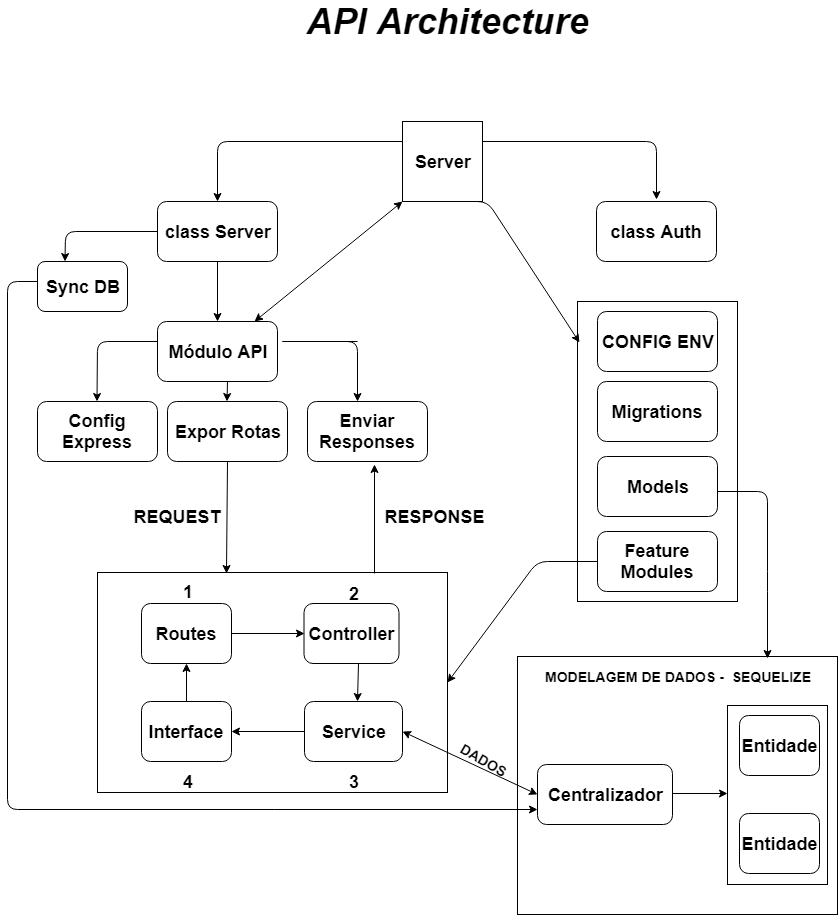 API Architecture
Server
class Server
class Auth
Sync DB
Módulo API
CONFIG ENV
Config
Express
Expor Rotas
Enviar
Responses
Migrations
Models
REQUEST
RESPONSE
Feature
Modules
1
2
Routes
Controller
Interface
Service
4
3
DADOS
MODELAGEM DE DADOS - SEQUELIZE
Entidade
Centralizador
Entidade